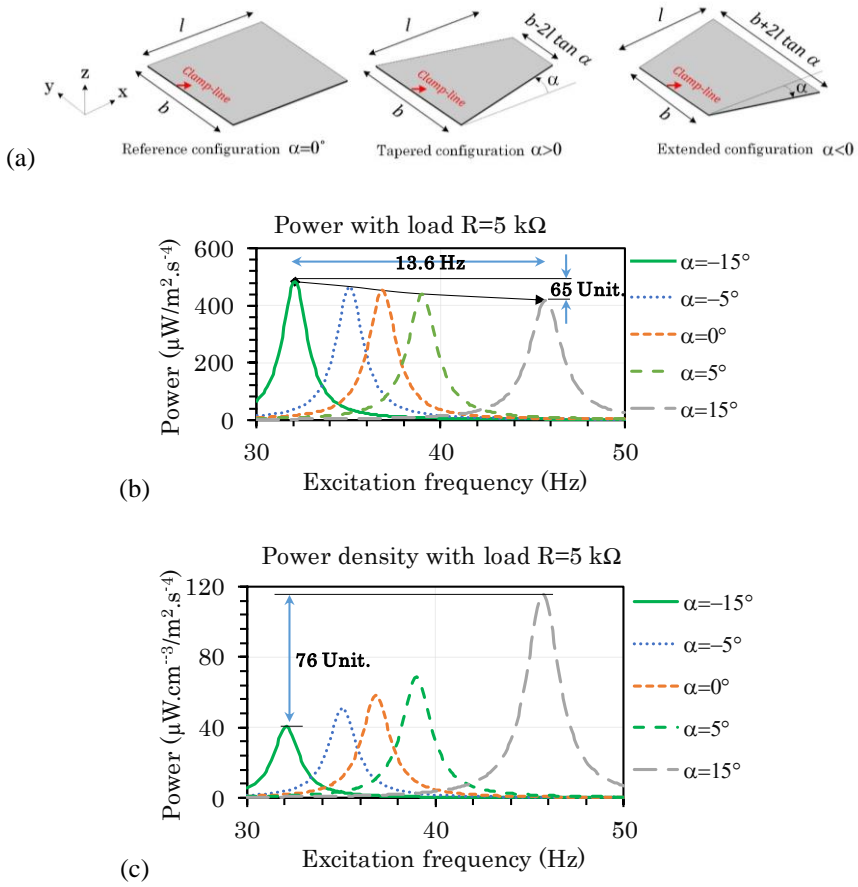 l
b
Clamp-line
z
y
x
Reference configuration α=0°
l
b-2l tan α
Clamp-line
α
b
Tapered configuration α>0
l
b+2l tan α
Clamp-line
α
b
Extended configuration α<0
(a)
Power with load R=5 kΩ
Power (µW/m².s⁻⁴)
600
400
200
0
13.6 Hz
65 Unit.
30
40
50
Excitation frequency (Hz)
α=–15°
α=–5°
α=0°
α=5°
α=15°
(b)
Power density with load R=5 kΩ
Power (µW.cm⁻⁻³/m².s⁻⁴)
120
80
40
0
76 Unit.
30
40
50
Excitation frequency (Hz)
α=–15°
α=–5°
α=0°
α=5°
α=15°
(c)